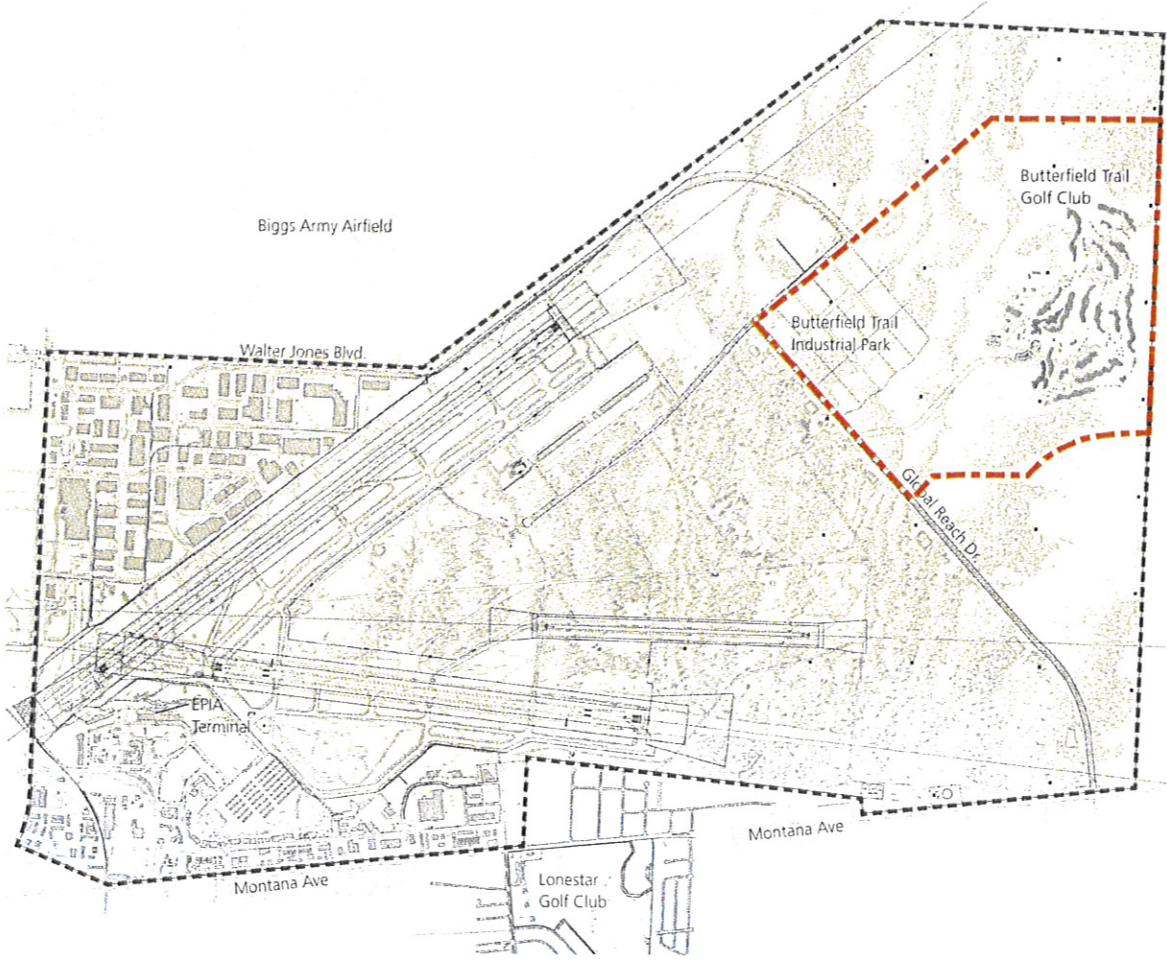 Butterfield Trail
Golf Club
Biggs Army Airfield
Butterfield Trail
Industrial Park
Walter Jones Blvd.
Global Reach Dr.
EPIA
Terminal
Montana Ave
Montana Ave
Lonestar
Golf Club